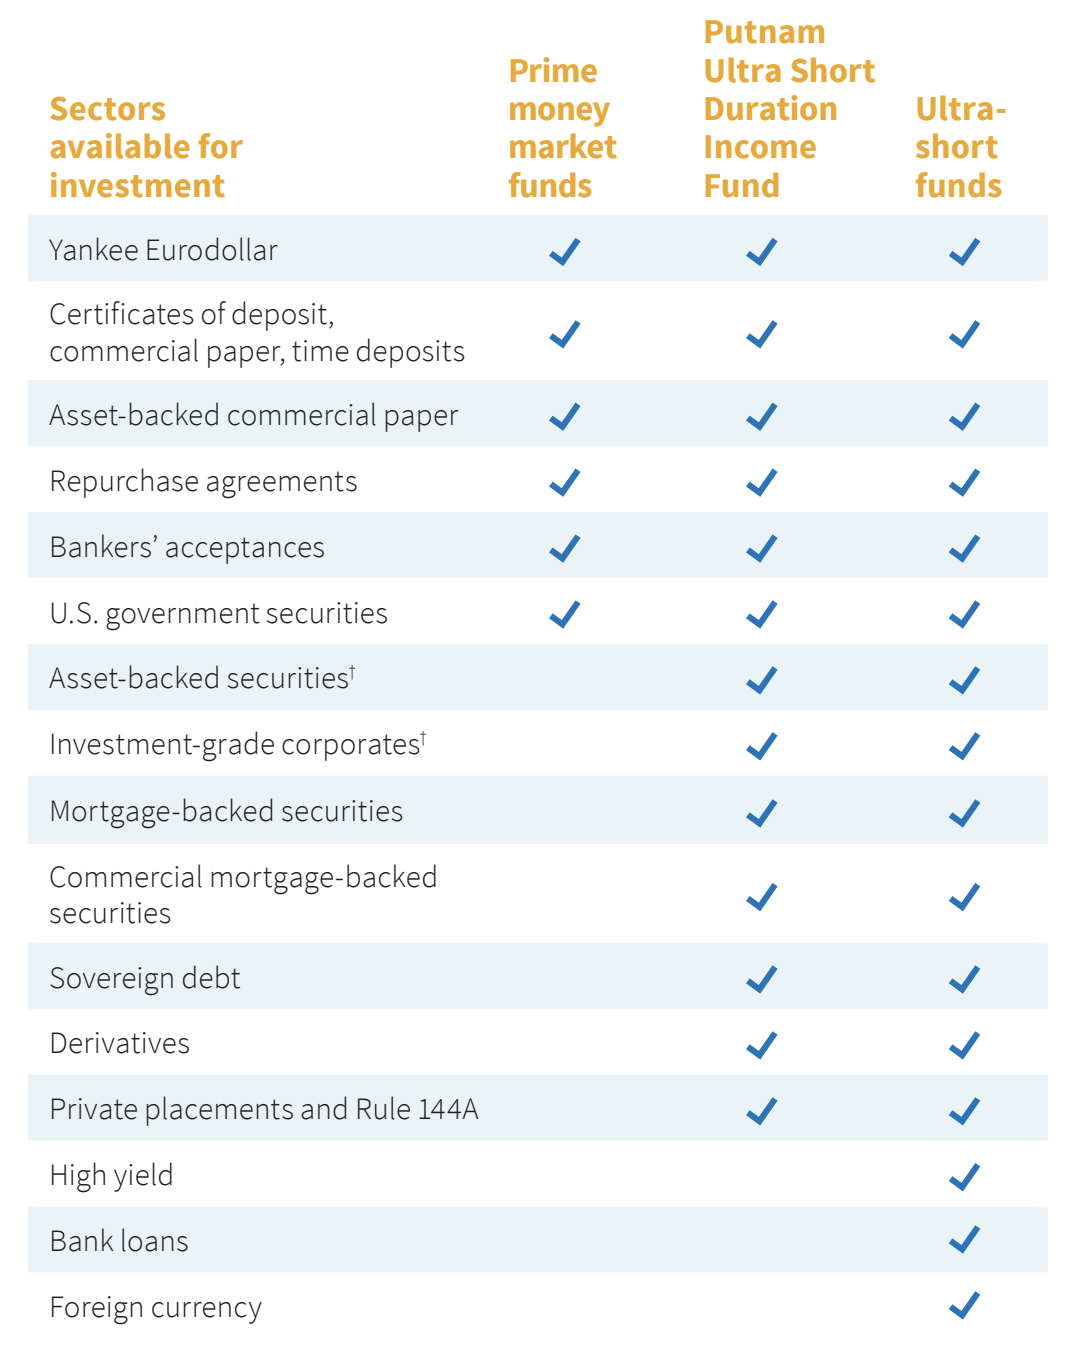 Sectors
available for
investment
Prime
money
market
funds
Putnam
Ultra Short
Duration
Income
Fund
Ultra-
short
funds
Yankee Eurodollar
Certificates of deposit,
commercial paper, time deposits
Asset-backed commercial paper
Repurchase agreements
Bankers’ acceptances
U.S. government securities
Asset-backed securities†
Investment-grade corporates†
Mortgage-backed securities
Commercial mortgage-backed
securities
Sovereign debt
Derivatives
Private placements and Rule 144A
High yield
Bank loans
Foreign currency